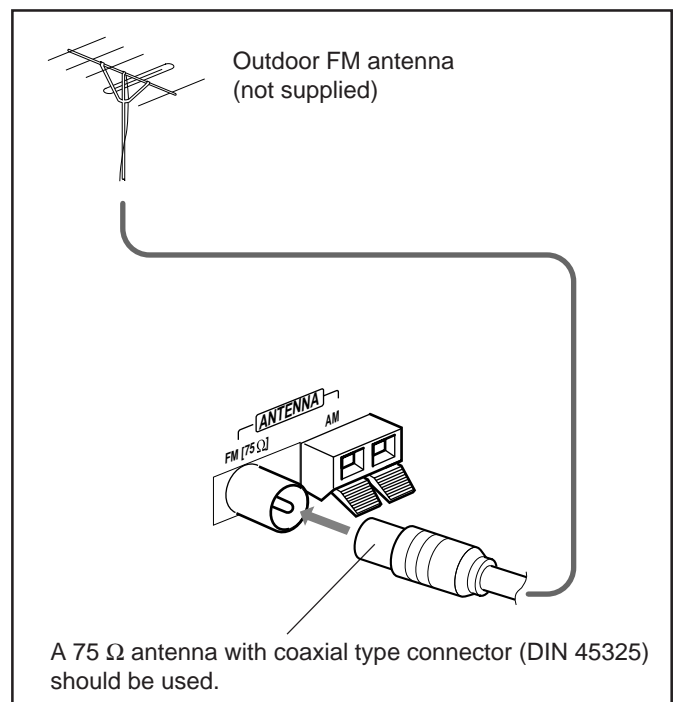 Outdoor FM antenna
(not supplied)
ANTENNA
AM
FM [75 Ω]
A 75 Ω antenna with coaxial type connector (DIN 45325)
should be used.